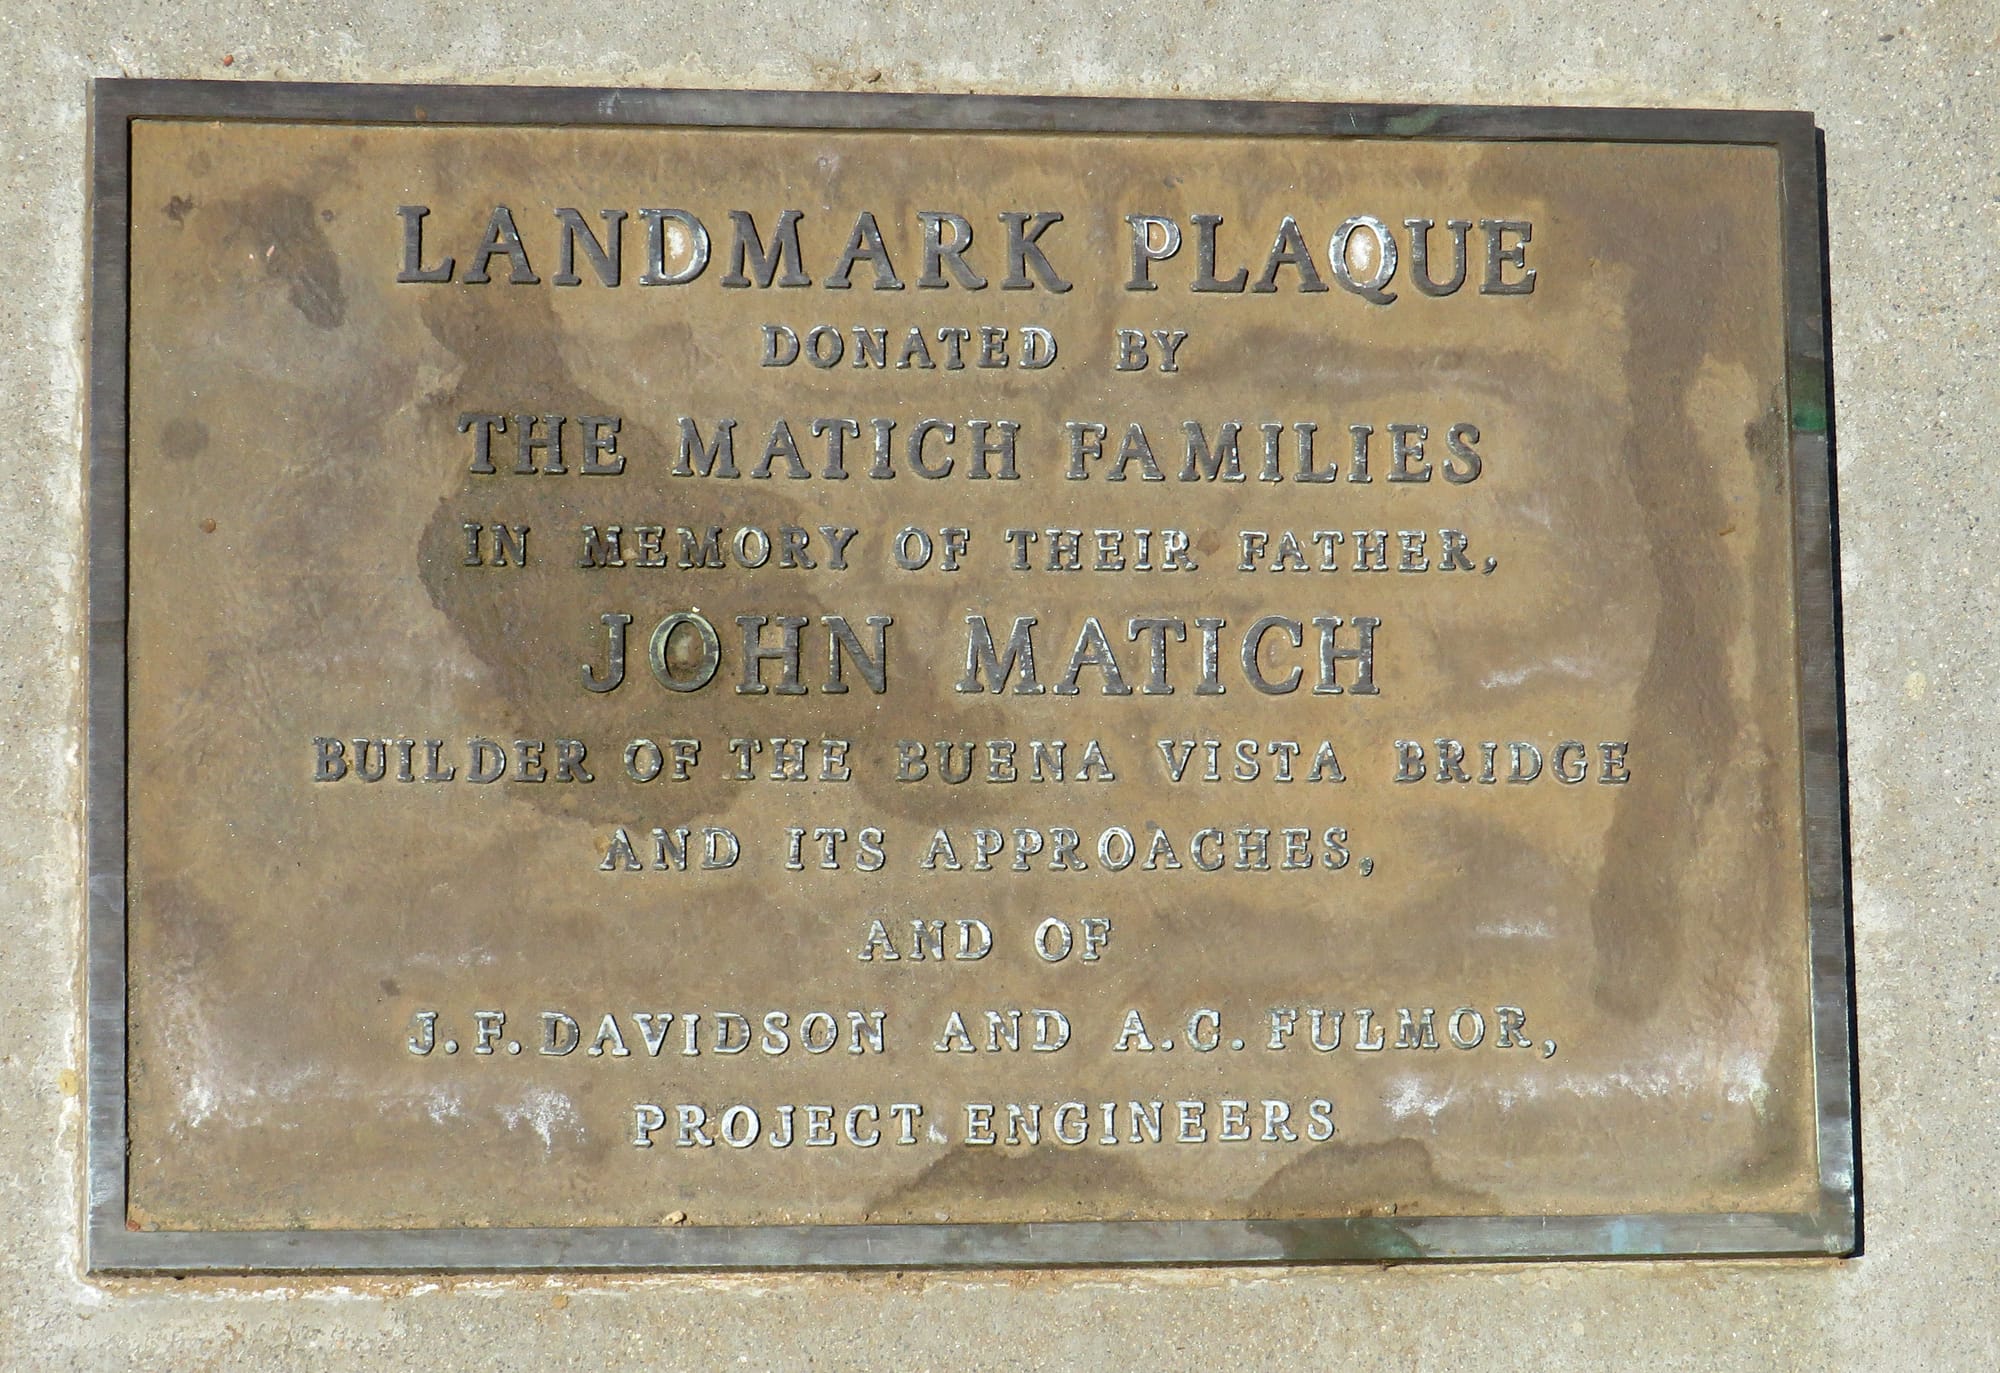 LANDMARK PLAQUE
DONATED BY
THE MATICH FAMILIES
IN MEMORY OF THEIR FATHER,
JOHN MATICH
BUILDER OF THE BUENA VISTA BRIDGE
AND ITS APPROACHES,
AND OF
J.F. DAVIDSON AND A.C. FULMOR,
PROJECT ENGINEERS